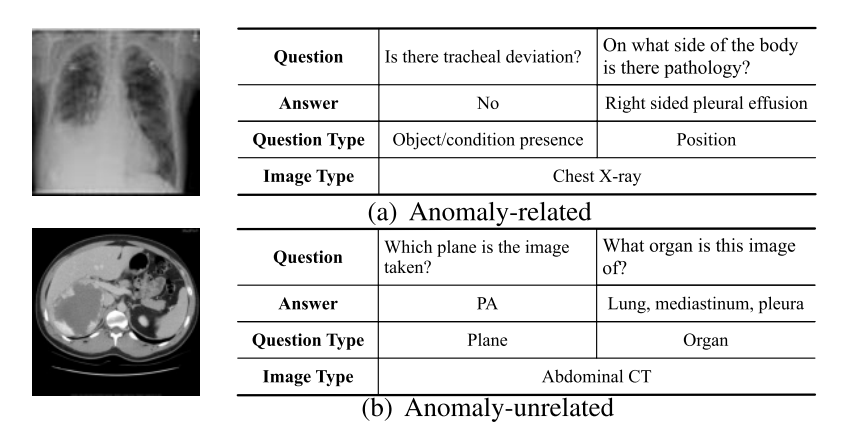 Question
Is there tracheal deviation?
On what side of the body
is there pathology?
Answer
No
Right sided pleural effusion
Question Type
Object/condition presence
Position
Image Type
Chest X-ray
(a) Anomaly-related
Question
Which plane is the image
taken?
What organ is this image
of?
Answer
PA
Lung, mediastinum, pleura
Question Type
Plane
Organ
Image Type
Abdominal CT
(b) Anomaly-unrelated